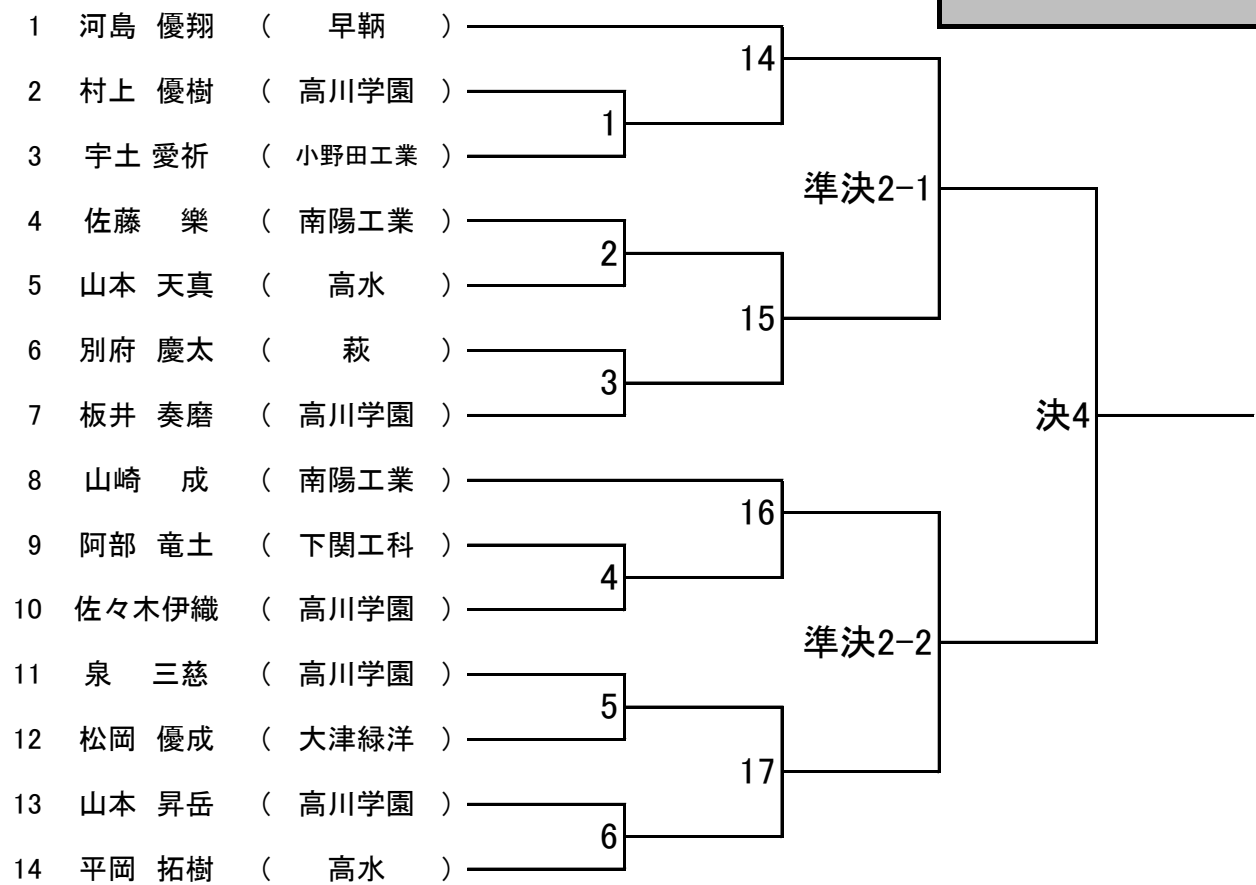 1 河島 優翔 ( 早鞆 )
14
2 村上 優樹 ( 高川学園 )
1
3 宇土 愛祈 ( 小野田工業 )
準決2-1
4 佐藤 樂 ( 南陽工業 )
2
5 山本 天真 ( 高水 )
15
6 別府 慶太 ( 萩 )
3
7 板井 奏磨 ( 高川学園 )
決4
8 山崎 成 ( 南陽工業 )
16
9 阿部 竜士 ( 下関工科 )
4
10 佐々木伊織 ( 高川学園 )
準決2-2
11 泉 三慈 ( 高川学園 )
5
12 松岡 優成 ( 大津緑洋 )
17
13 山本 昇岳 ( 高川学園 )
6
14 平岡 拓樹 ( 高水 )